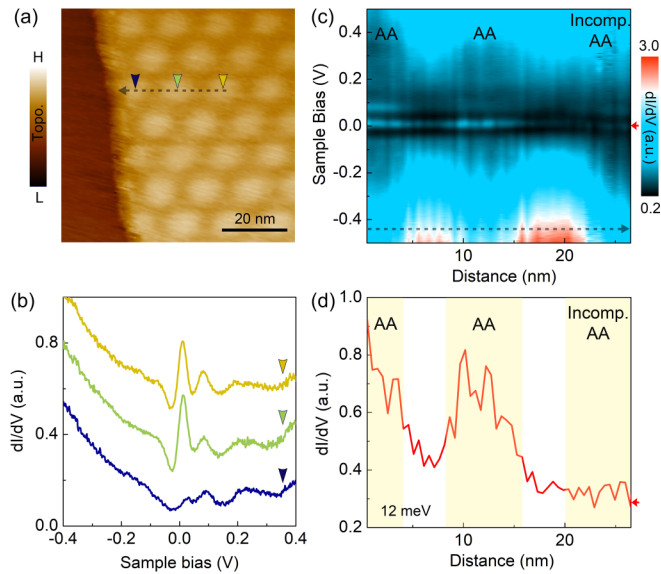 (a)
H
Topo.
L
20 nm
(b)
0.8
0.4
0.0
dI/dV (a.u.)
-0.4 -0.2 0.0 0.2 0.4
Sample bias (V)
(c)
AA AA Incomp.
AA
0.4
0.2
0.0
-0.2
-0.4
Sample Bias (V)
10 20
Distance (nm)
3.0
dI/dV (a.u.)
0.2
(d)
1.0
0.8
0.6
0.4
0.2
dI/dV (a.u.)
AA AA Incomp.
AA
12 meV
0 10 20
Distance (nm)